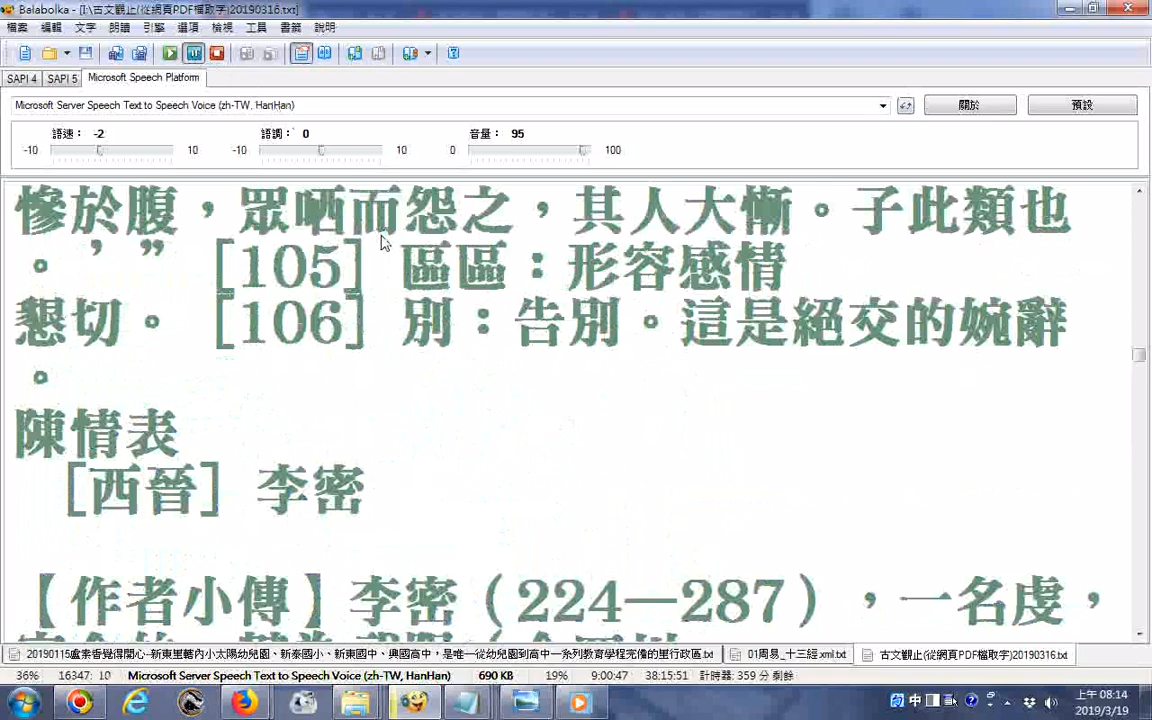 Balabolka - [I:\古文觀止(從網頁PDF檔取字)20190316.txt]
檔案 編輯 文字 朗讀 引擎 選項 檢視 工具 書籤 說明
SAPI 4 SAPI 5 Microsoft Speech Platform
Microsoft Server Speech Text to Speech Voice (zh-TW, HanHan) 關於 預設
語速： -2 語調： 0 音量： 95
-10 10 -10 10 0 100
慘於腹，眾哂而怨之，其人大慚。子此類也
。’” ［105］ 區區：形容感情
懇切。 ［106］ 別：告別。這是絕交的婉辭
。
陳情表
［西晉］ 李密
【作者小傳】李密（224—287），一名虔，
20190115盧素香覺得開心--新東里轄內小太陽幼兒園、新泰國小、新東國中、興國高中，是唯一從幼兒園到高中一系列教育學程完備的里行政區.txt 01周易_十三經.xml.txt 古文觀止(從網頁PDF檔取字)20190316.txt
36% 16347: 10 Microsoft Server Speech Text to Speech Voice (zh-TW, HanHan) 690 KB 19% 9:00:47 38:15:51 計時器: 359 分 剩餘
中 上午 08:14
2019/3/19